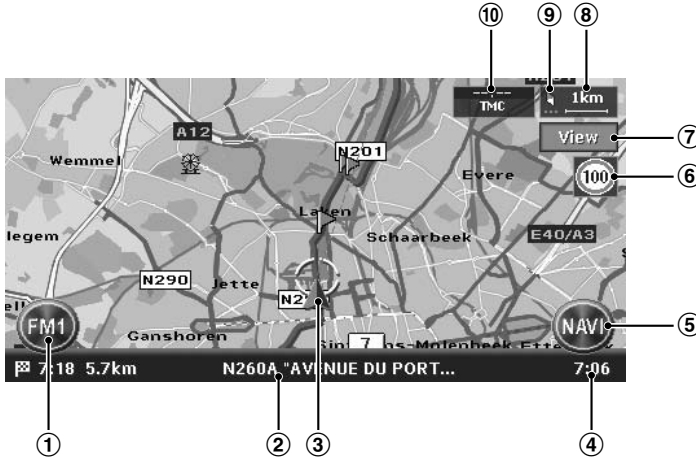 ⑩ ⑨ ⑧
TMC
1km
View
⑦
A12
N201
Wemmel
Evere
100
⑥
Laken
legem
Schaarbeek
E40/A3
N290
Jette
N2
FM1
NAVI
⑤
Ganshoren
7
ns-Molenbeek
7:18 5.7km N260A "AVENUE DU PORT... 7:06
① ② ③ ④